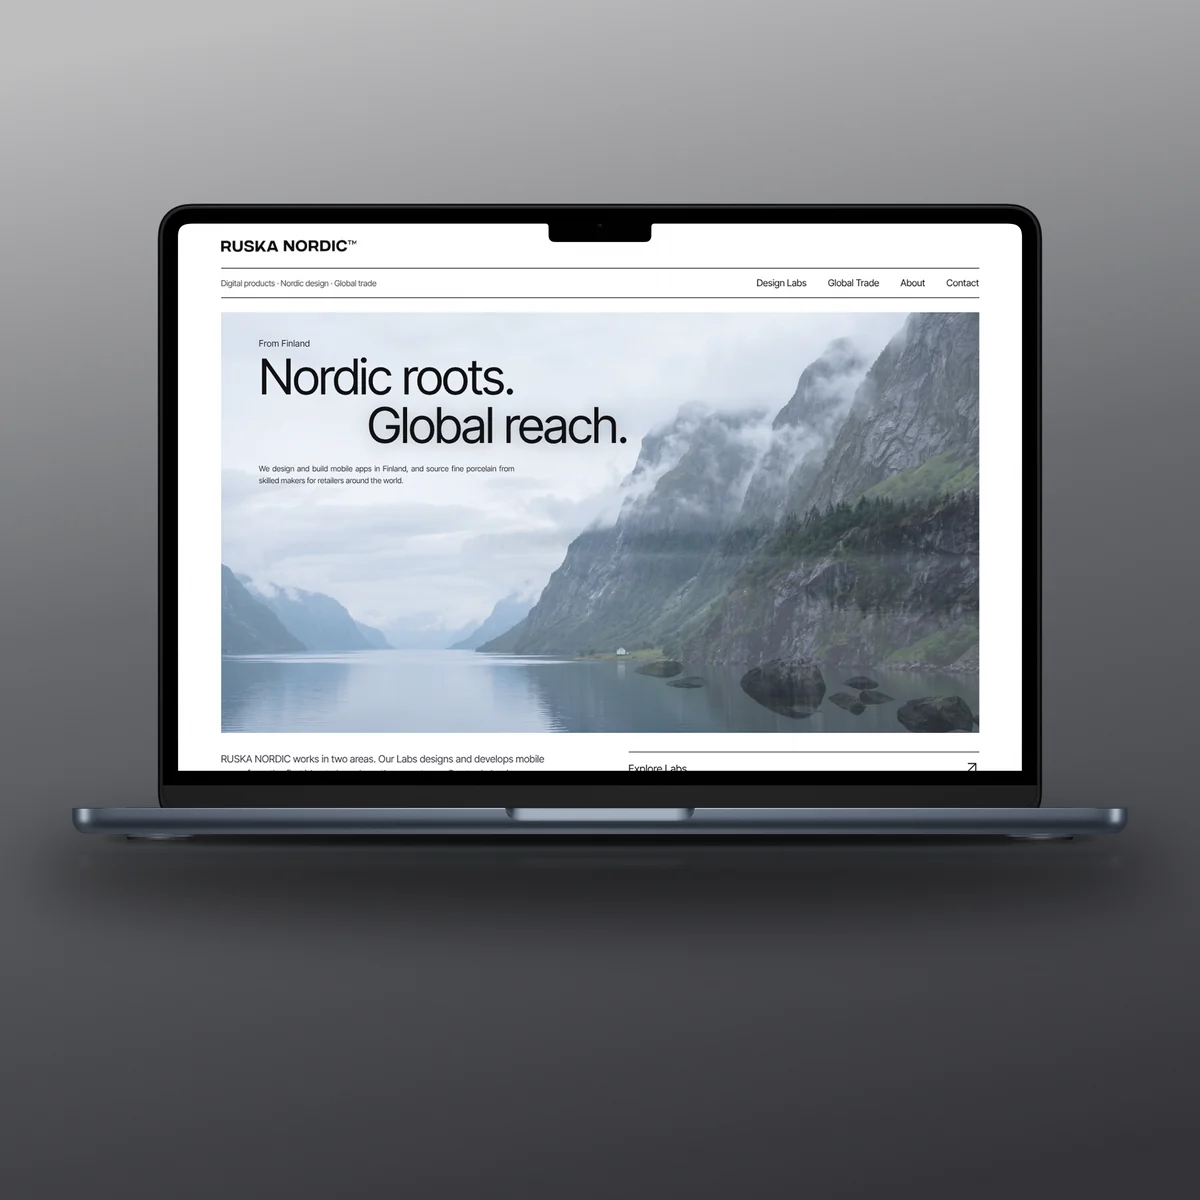 RUSKA NORDIC™
Digital products · Nordic design · Global trade
Design Labs
Global Trade
About
Contact
From Finland
Nordic roots.
Global reach.
We design and build mobile apps in Finland, and source fine porcelain from
skilled makers for retailers around the world.
RUSKA NORDIC works in two areas. Our Labs designs and develops mobile
Explore Labs